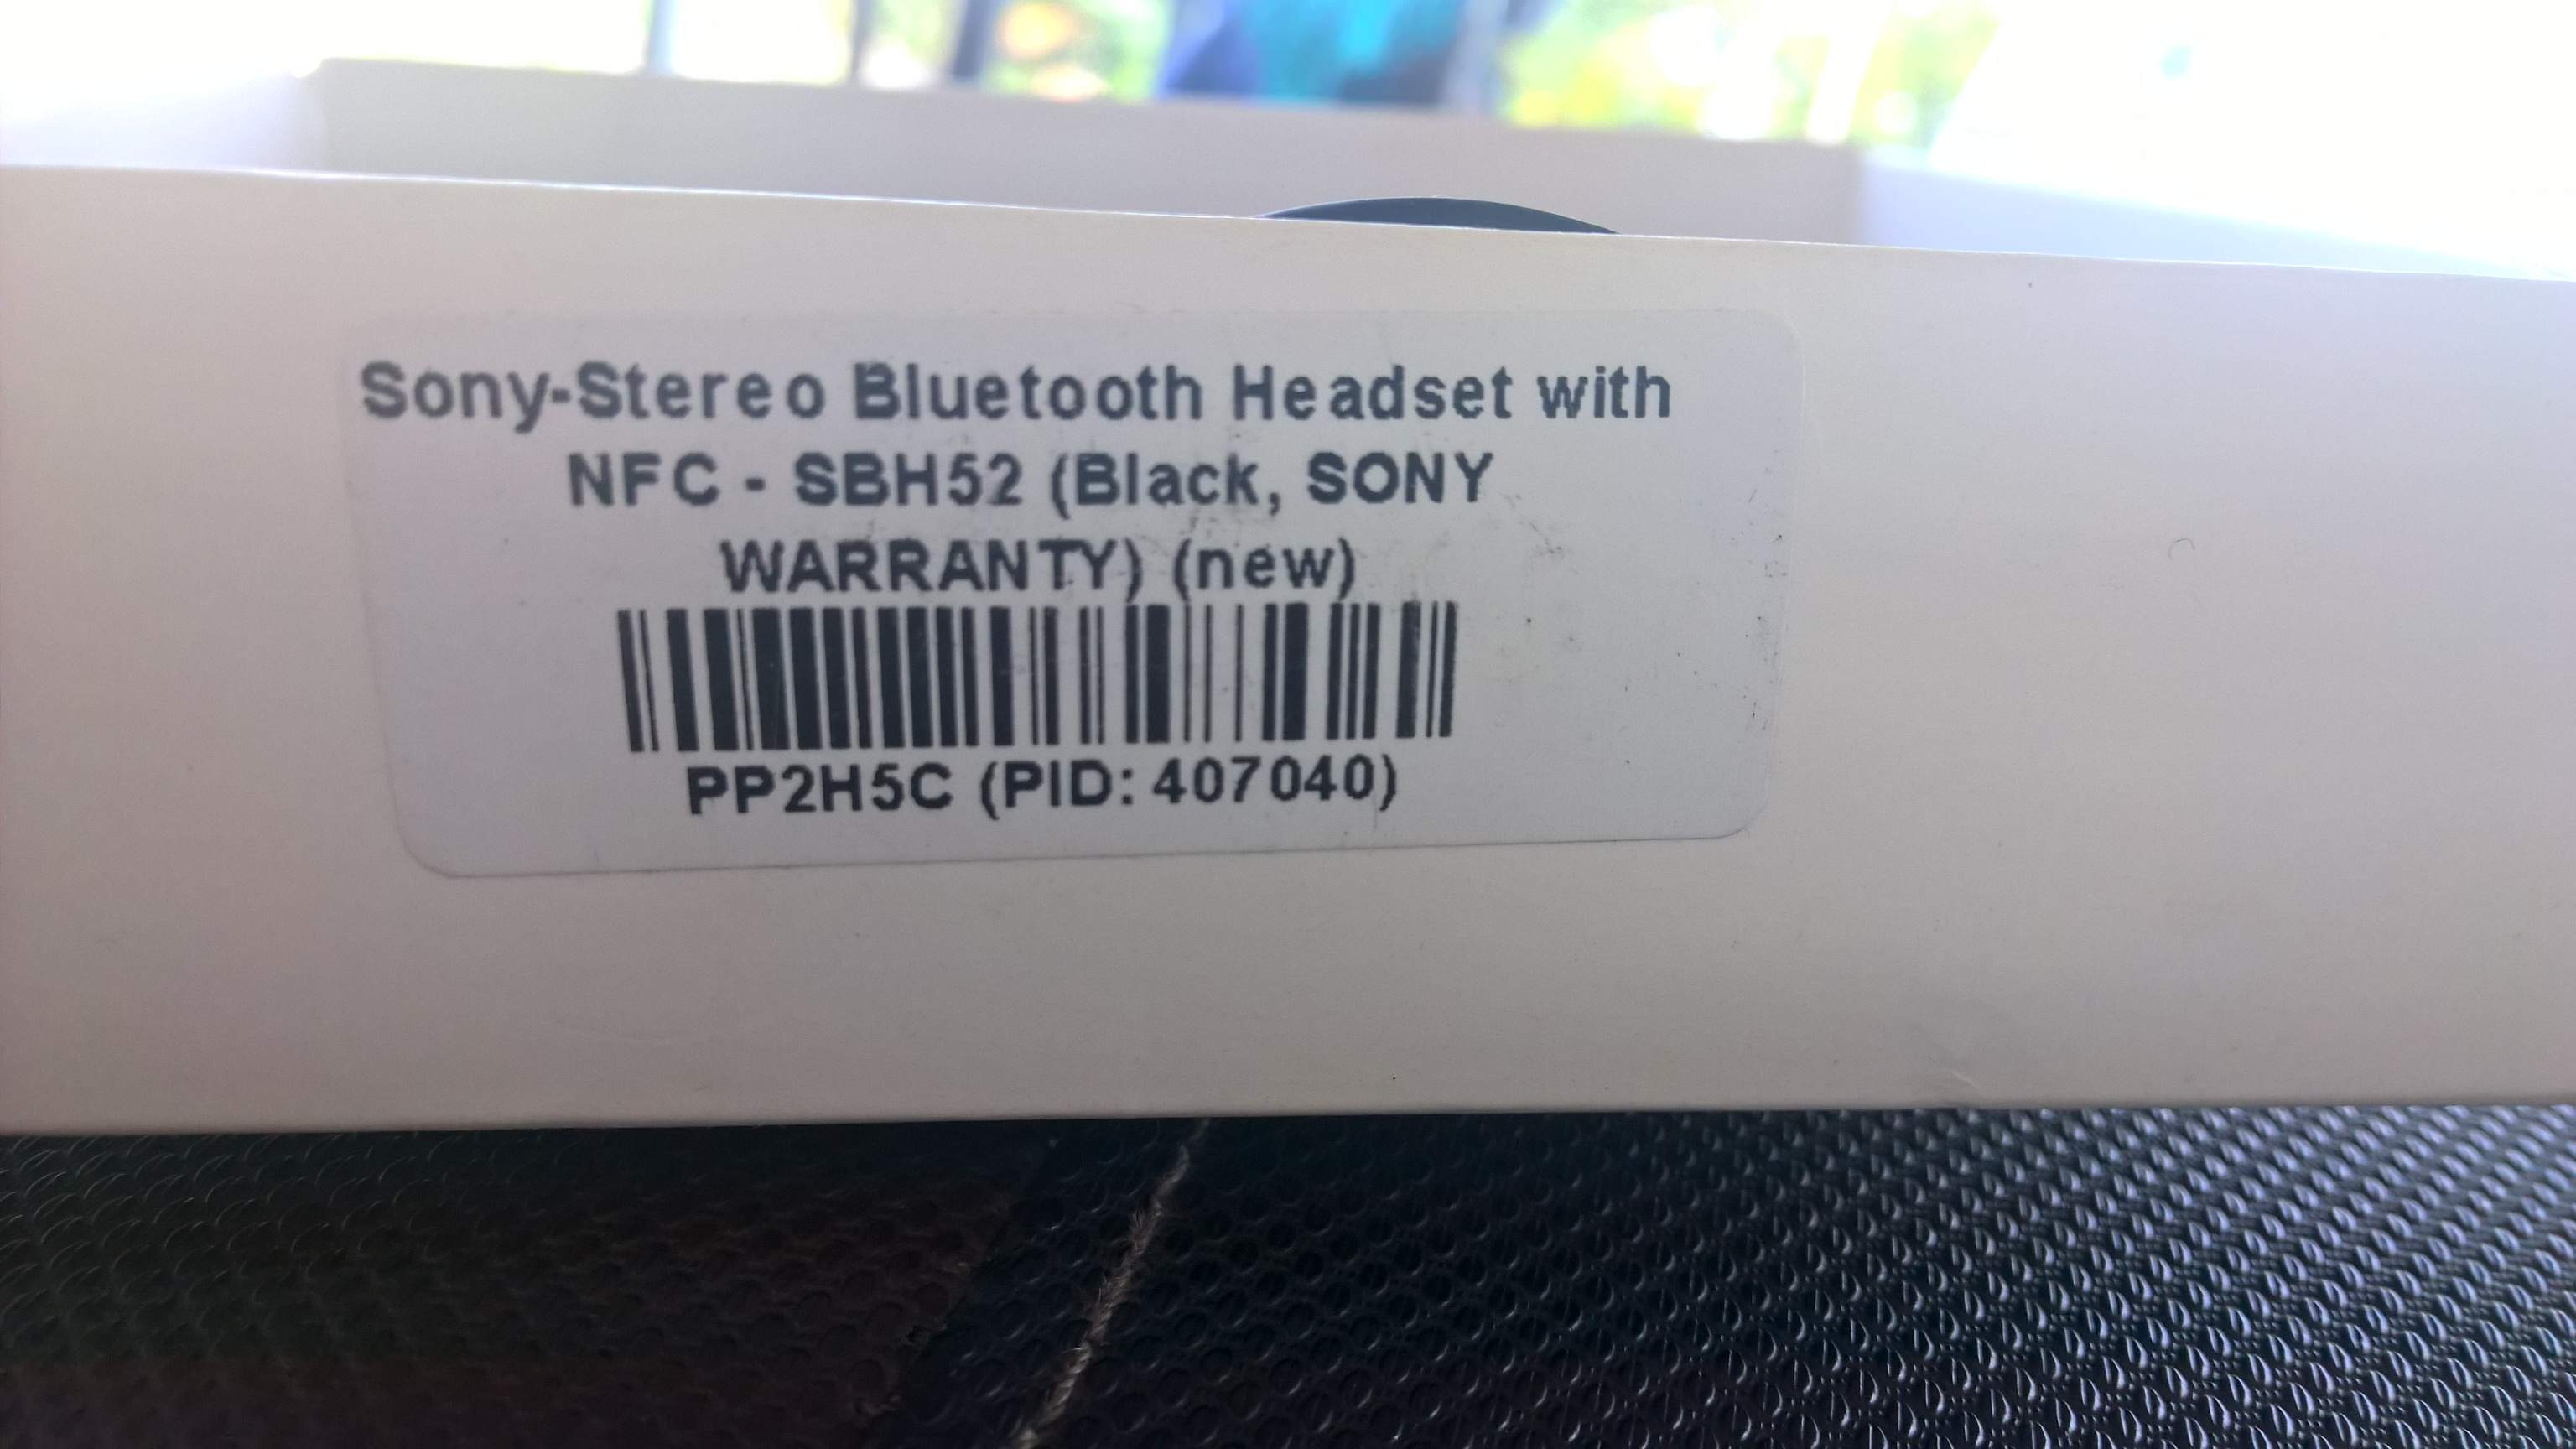 Sony-Stereo Bluetooth Headset with
NFC - SBH52 (Black, SONY
WARRANTY) (new)
PP2H5C (PID: 407040)